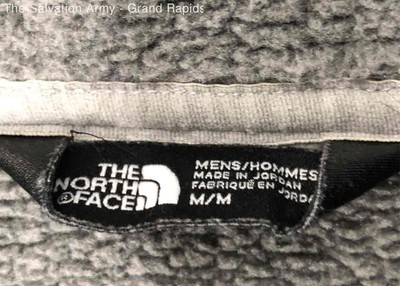 The Salvation Army - Grand Rapids
THE
NORTH
FACE
MENS/HOMMES
MADE IN JORDAN
FABRIQUÉ EN JORDA
M/M